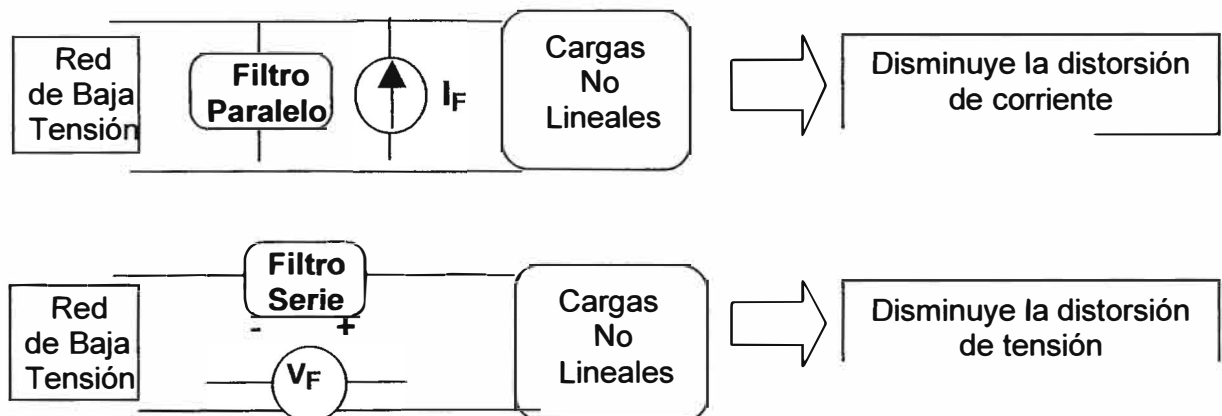 Red
de Baja
Tensión
Filtro
Paralelo
IF
Cargas
No
Lineales
Disminuye la distorsión
de corriente
Red
de Baja
Tensión
Filtro
Serie
- +
VF
Cargas
No
Lineales
Disminuye la distorsión
de tensión